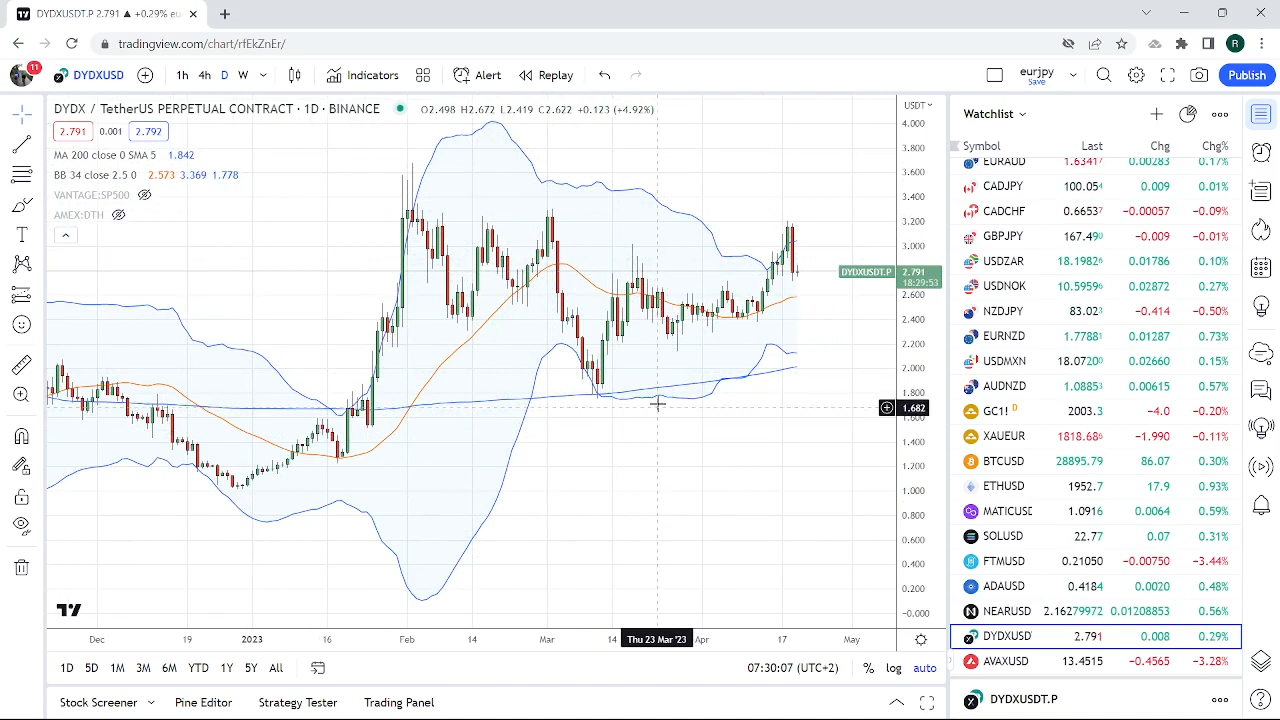 DYDXUSDT.P 2.791 ▲ +0.29% eu
tradingview.com/chart/rfEkZnEr/
R
11
DYDXUSD
1h 4h D W
Indicators
Alert
Replay
eurjpy
Save
Publish
DYDX / TetherUS PERPETUAL CONTRACT · 1D · BINANCE
O2.498 H2.672 L2.419 C2.672 +0.123 (+4.92%)
2.791 0.001 2.792
MA 200 close 0 SMA 5 1.842
BB 34 close 2.5 0 2.573 3.369 1.778
VANTAGE:SP500
AMEX:DTH
USDT
4.000
3.800
3.600
3.400
3.200
3.000
DYDXUSDT.P 2.791
18:29:53
2.600
2.400
2.200
2.000
1.800
1.682
1.600
1.400
1.200
1.000
0.800
0.600
0.400
0.200
−0.000
Dec 19 2023 16 Feb 14 Mar 14 Thu 23 Mar '23 Apr 17 May
1D 5D 1M 3M 6M YTD 1Y 5Y All
07:30:07 (UTC+2) % log auto
Stock Screener Pine Editor Strategy Tester Trading Panel
Watchlist
Symbol Last Chg Chg%
EURAUD 1.63417 0.00283 0.17%
CADJPY 100.054 0.009 0.01%
CADCHF 0.66537 −0.00057 −0.09%
GBPJPY 167.490 −0.009 −0.01%
USDZAR 18.19826 0.01786 0.10%
USDNOK 10.59596 0.02872 0.27%
NZDJPY 83.023 −0.414 −0.50%
EURNZD 1.77881 0.01287 0.73%
USDMXN 18.07200 0.02660 0.15%
AUDNZD 1.08853 0.00615 0.57%
GC1! D 2003.3 −4.0 −0.20%
XAUEUR 1818.686 −1.990 −0.11%
BTCUSD 28895.79 86.07 0.30%
ETHUSD 1952.7 17.9 0.93%
MATICUSD 1.0916 0.0064 0.59%
SOLUSD 22.77 0.07 0.31%
FTMUSD 0.21050 −0.00750 −3.44%
ADAUSD 0.4184 0.0020 0.48%
NEARUSD 2.16279972 0.01208853 0.56%
DYDXUSD 2.791 0.008 0.29%
AVAXUSD 13.4515 −0.4565 −3.28%
DYDXUSDT.P